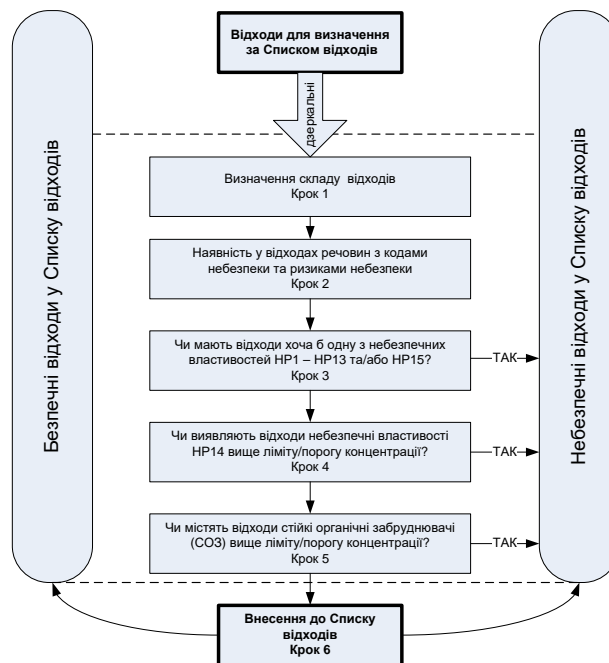 Відходи для визначення
за Списком відходів
дзеркальні
Безпечні відходи у Списку відходів
Небезпечні відходи у Списку відходів
Визначення складу відходів
Крок 1
Наявність у відходах речовин з кодами
небезпеки та ризиками небезпеки
Крок 2
Чи мають відходи хоча б одну з небезпечних
властивостей HP1 – HP13 та/або HP15?
Крок 3
ТАК
Чи виявляють відходи небезпечні властивості
HP14 вище ліміту/порогу концентрації?
Крок 4
ТАК
Чи містять відходи стійкі органічні забруднювачі
(СОЗ) вище ліміту/порогу концентрації?
Крок 5
ТАК
Внесення до Списку
відходів
Крок 6